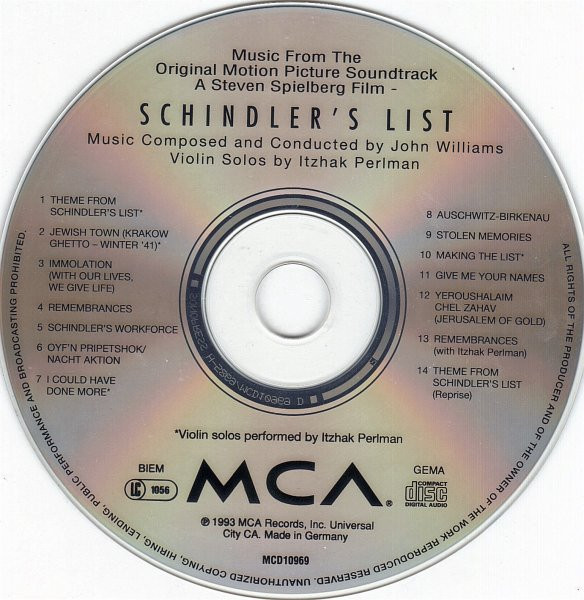 Music From The
Original Motion Picture Soundtrack
A Steven Spielberg Film -
SCHINDLER'S LIST
Music Composed and Conducted by John Williams
Violin Solos by Itzhak Perlman
1 THEME FROM
SCHINDLER'S LIST*
2 JEWISH TOWN (KRAKOW
GHETTO – WINTER '41)*
3 IMMOLATION
(WITH OUR LIVES,
WE GIVE LIFE)
4 REMEMBRANCES
5 SCHINDLER'S WORKFORCE
6 OYF'N PRIPETSHOK/
NACHT AKTION
7 I COULD HAVE
DONE MORE*
8 AUSCHWITZ-BIRKENAU
9 STOLEN MEMORIES
10 MAKING THE LIST*
11 GIVE ME YOUR NAMES
12 YEROUSHALAIM
CHEL ZAHAV
(JERUSALEM OF GOLD)
13 REMEMBRANCES
(with Itzhak Perlman)
14 THEME FROM
SCHINDLER'S LIST
(Reprise)
*Violin solos performed by Itzhak Perlman
BIEM
LC 1056
MCA®
GEMA
COMPACT
disc
DIGITAL AUDIO
℗ 1993 MCA Records, Inc. Universal
City CA. Made in Germany
MCD10969
ALL RIGHTS OF THE PRODUCER AND OF THE OWNER OF THE WORK REPRODUCED RESERVED. UNAUTHORIZED COPYING, HIRING, LENDING, PUBLIC PERFORMANCE AND BROADCASTING PROHIBITED.